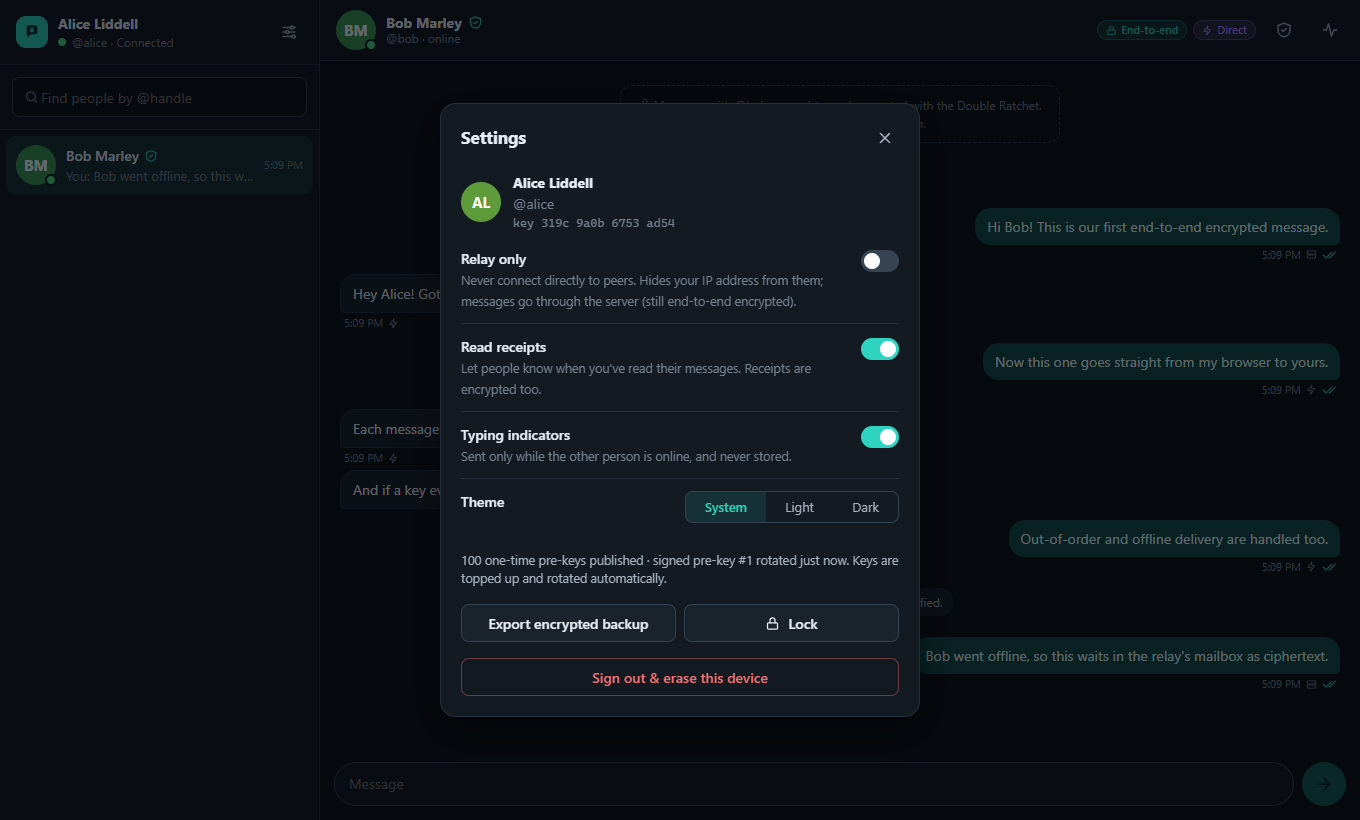 Alice Liddell
@alice · Connected
Find people by @handle
BM
Bob Marley
5:09 PM
You: Bob went offline, so this w...
BM
Bob Marley
@bob · online
End-to-end
Direct
with the Double Ratchet.
Hi Bob! This is our first end-to-end encrypted message.
5:09 PM
Hey Alice! Got
5:09 PM
Now this one goes straight from my browser to yours.
5:09 PM
Each message
5:09 PM
And if a key ev
Out-of-order and offline delivery are handled too.
5:09 PM
fied.
Bob went offline, so this waits in the relay's mailbox as ciphertext.
5:09 PM
Message
Settings
AL
Alice Liddell
@alice
key 319c 9a0b 6753 ad54
Relay only
Never connect directly to peers. Hides your IP address from them;
messages go through the server (still end-to-end encrypted).
Read receipts
Let people know when you've read their messages. Receipts are
encrypted too.
Typing indicators
Sent only while the other person is online, and never stored.
Theme
System
Light
Dark
100 one-time pre-keys published · signed pre-key #1 rotated just now. Keys are
topped up and rotated automatically.
Export encrypted backup
Lock
Sign out & erase this device